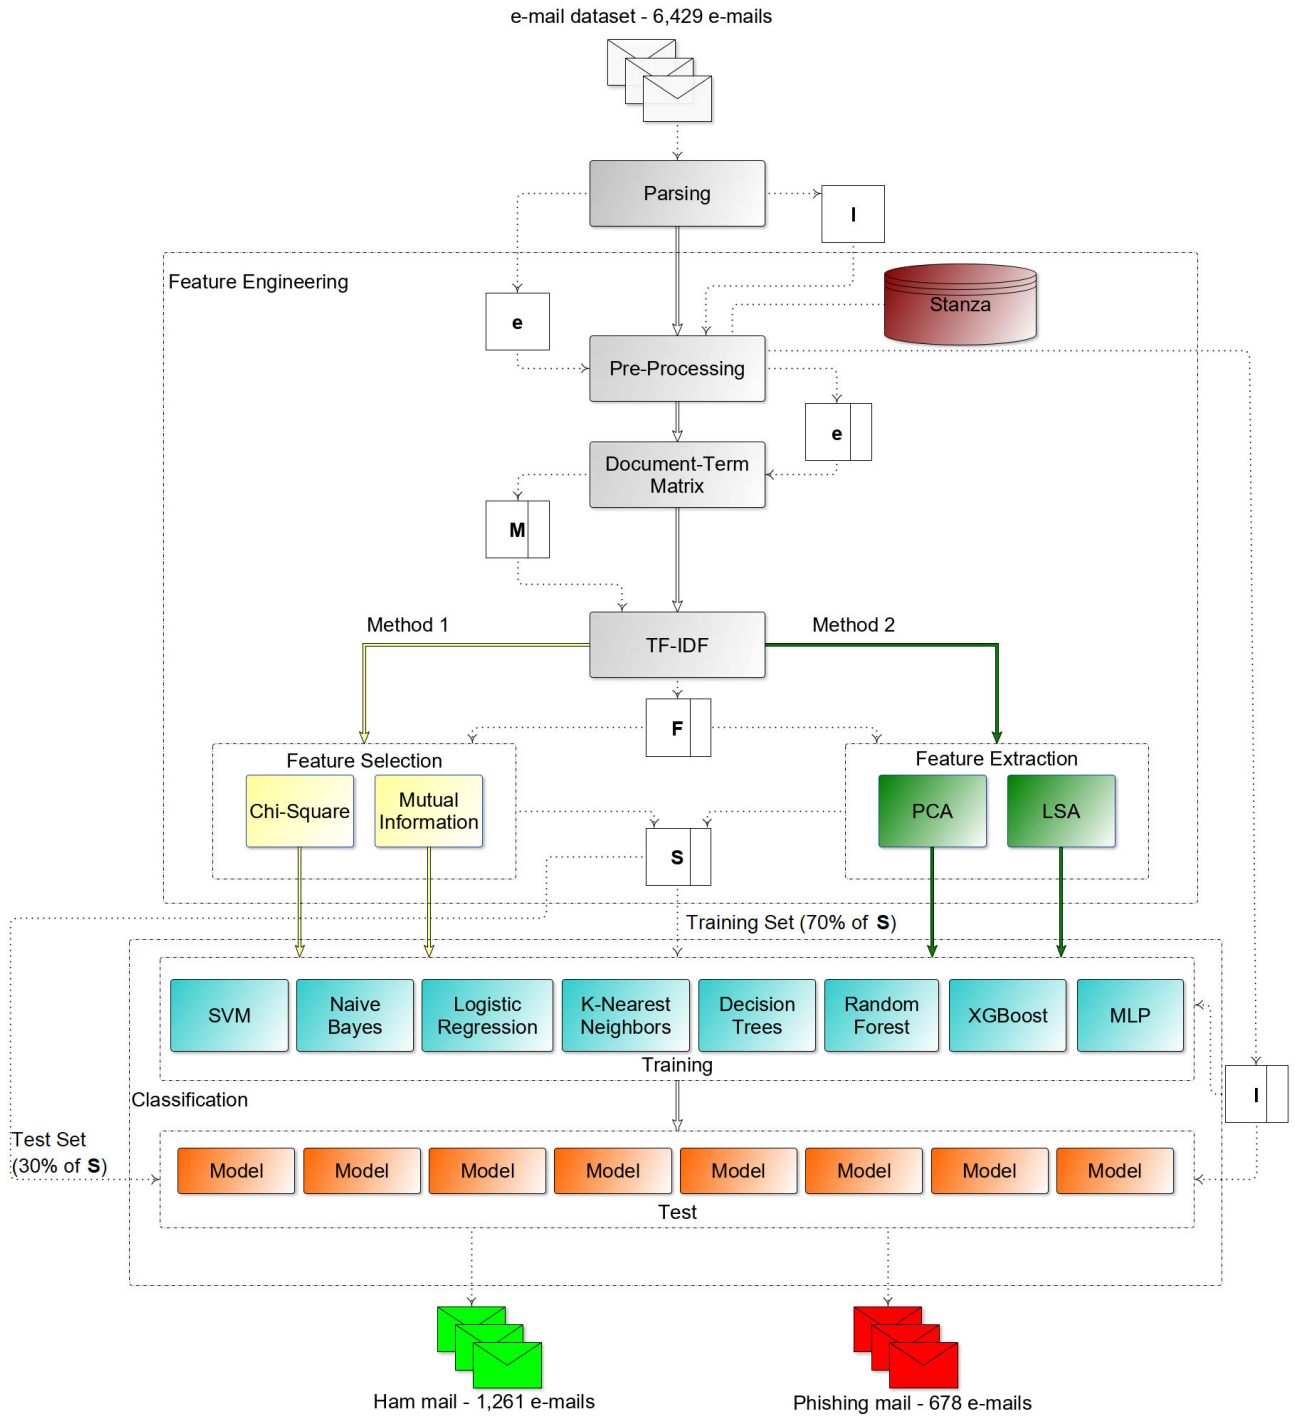 e-mail dataset - 6,429 e-mails
Parsing
l
Feature Engineering
Stanza
e
Pre-Processing
e
Document-Term
Matrix
M
Method 1
Method 2
TF-IDF
F
Feature Selection
Feature Extraction
Chi-Square
Mutual
Information
PCA
LSA
S
Training Set (70% of S)
SVM
Naive
Bayes
Logistic
Regression
K-Nearest
Neighbors
Decision
Trees
Random
Forest
XGBoost
MLP
Training
l
Classification
Test Set
(30% of S)
Model
Model
Model
Model
Model
Model
Model
Model
Test
Ham mail - 1,261 e-mails
Phishing mail - 678 e-mails